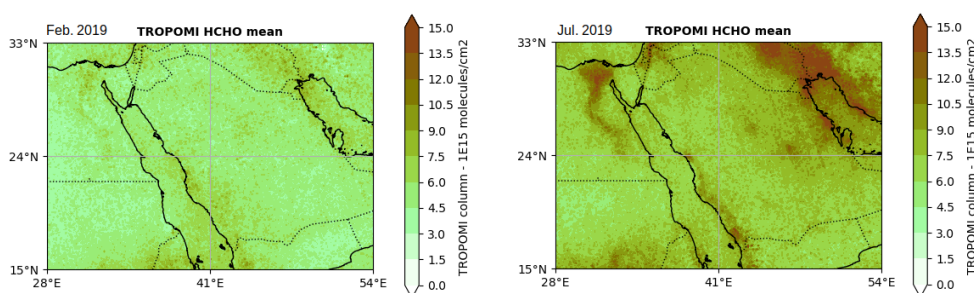 Feb. 2019
TROPOMI HCHO mean
33°N
24°N
15°N
28°E
41°E
54°E
15.0
13.5
12.0
10.5
9.0
7.5
6.0
4.5
3.0
1.5
0.0
TROPOMI column - 1E15 molecules/cm2
Jul. 2019
TROPOMI HCHO mean
33°N
24°N
15°N
28°E
41°E
54°E
15.0
13.5
12.0
10.5
9.0
7.5
6.0
4.5
3.0
1.5
0.0
TROPOMI column - 1E15 molecules/cm2